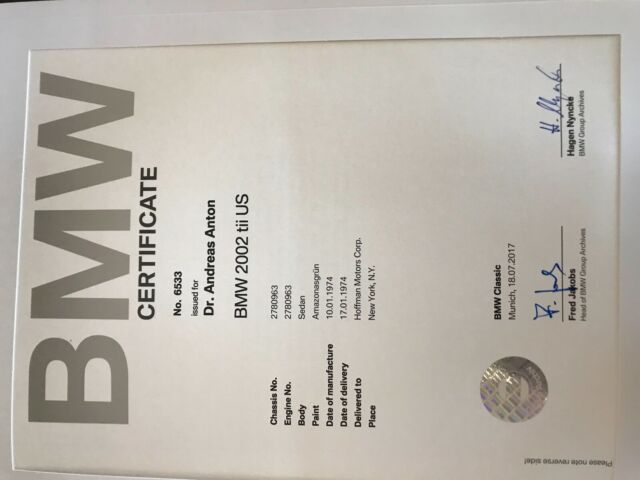 BMW
CERTIFICATE
No. 6533
issued for
Dr. Andreas Anton
BMW 2002 tii US
Chassis No. 2780963
Engine No. 2780963
Body Sedan
Paint Amazonasgrün
Date of manufacture 10.01.1974
Date of delivery 17.01.1974
Delivered to Hoffman Motors Corp.
Place New York, N.Y.
BMW Classic
Munich, 18.07.2017
Fred Jakobs
Head of BMW Group Archives
Hagen Nyncke
BMW Group Archives
Please note reverse side!